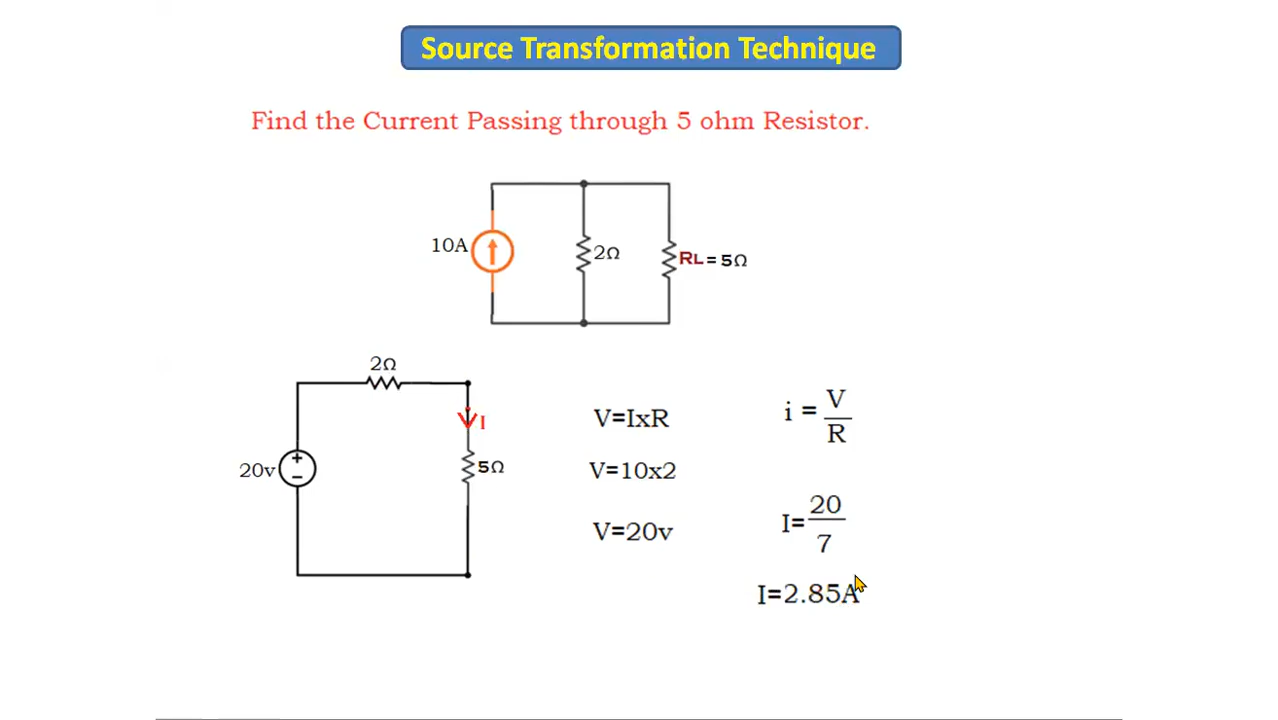 Source Transformation Technique
Find the Current Passing through 5 ohm Resistor.
10A
2Ω
RL = 5Ω
2Ω
I
20v
+
−
5Ω
V=IxR
V=10x2
V=20v
i = V/R
I= 20/7
I=2.85A